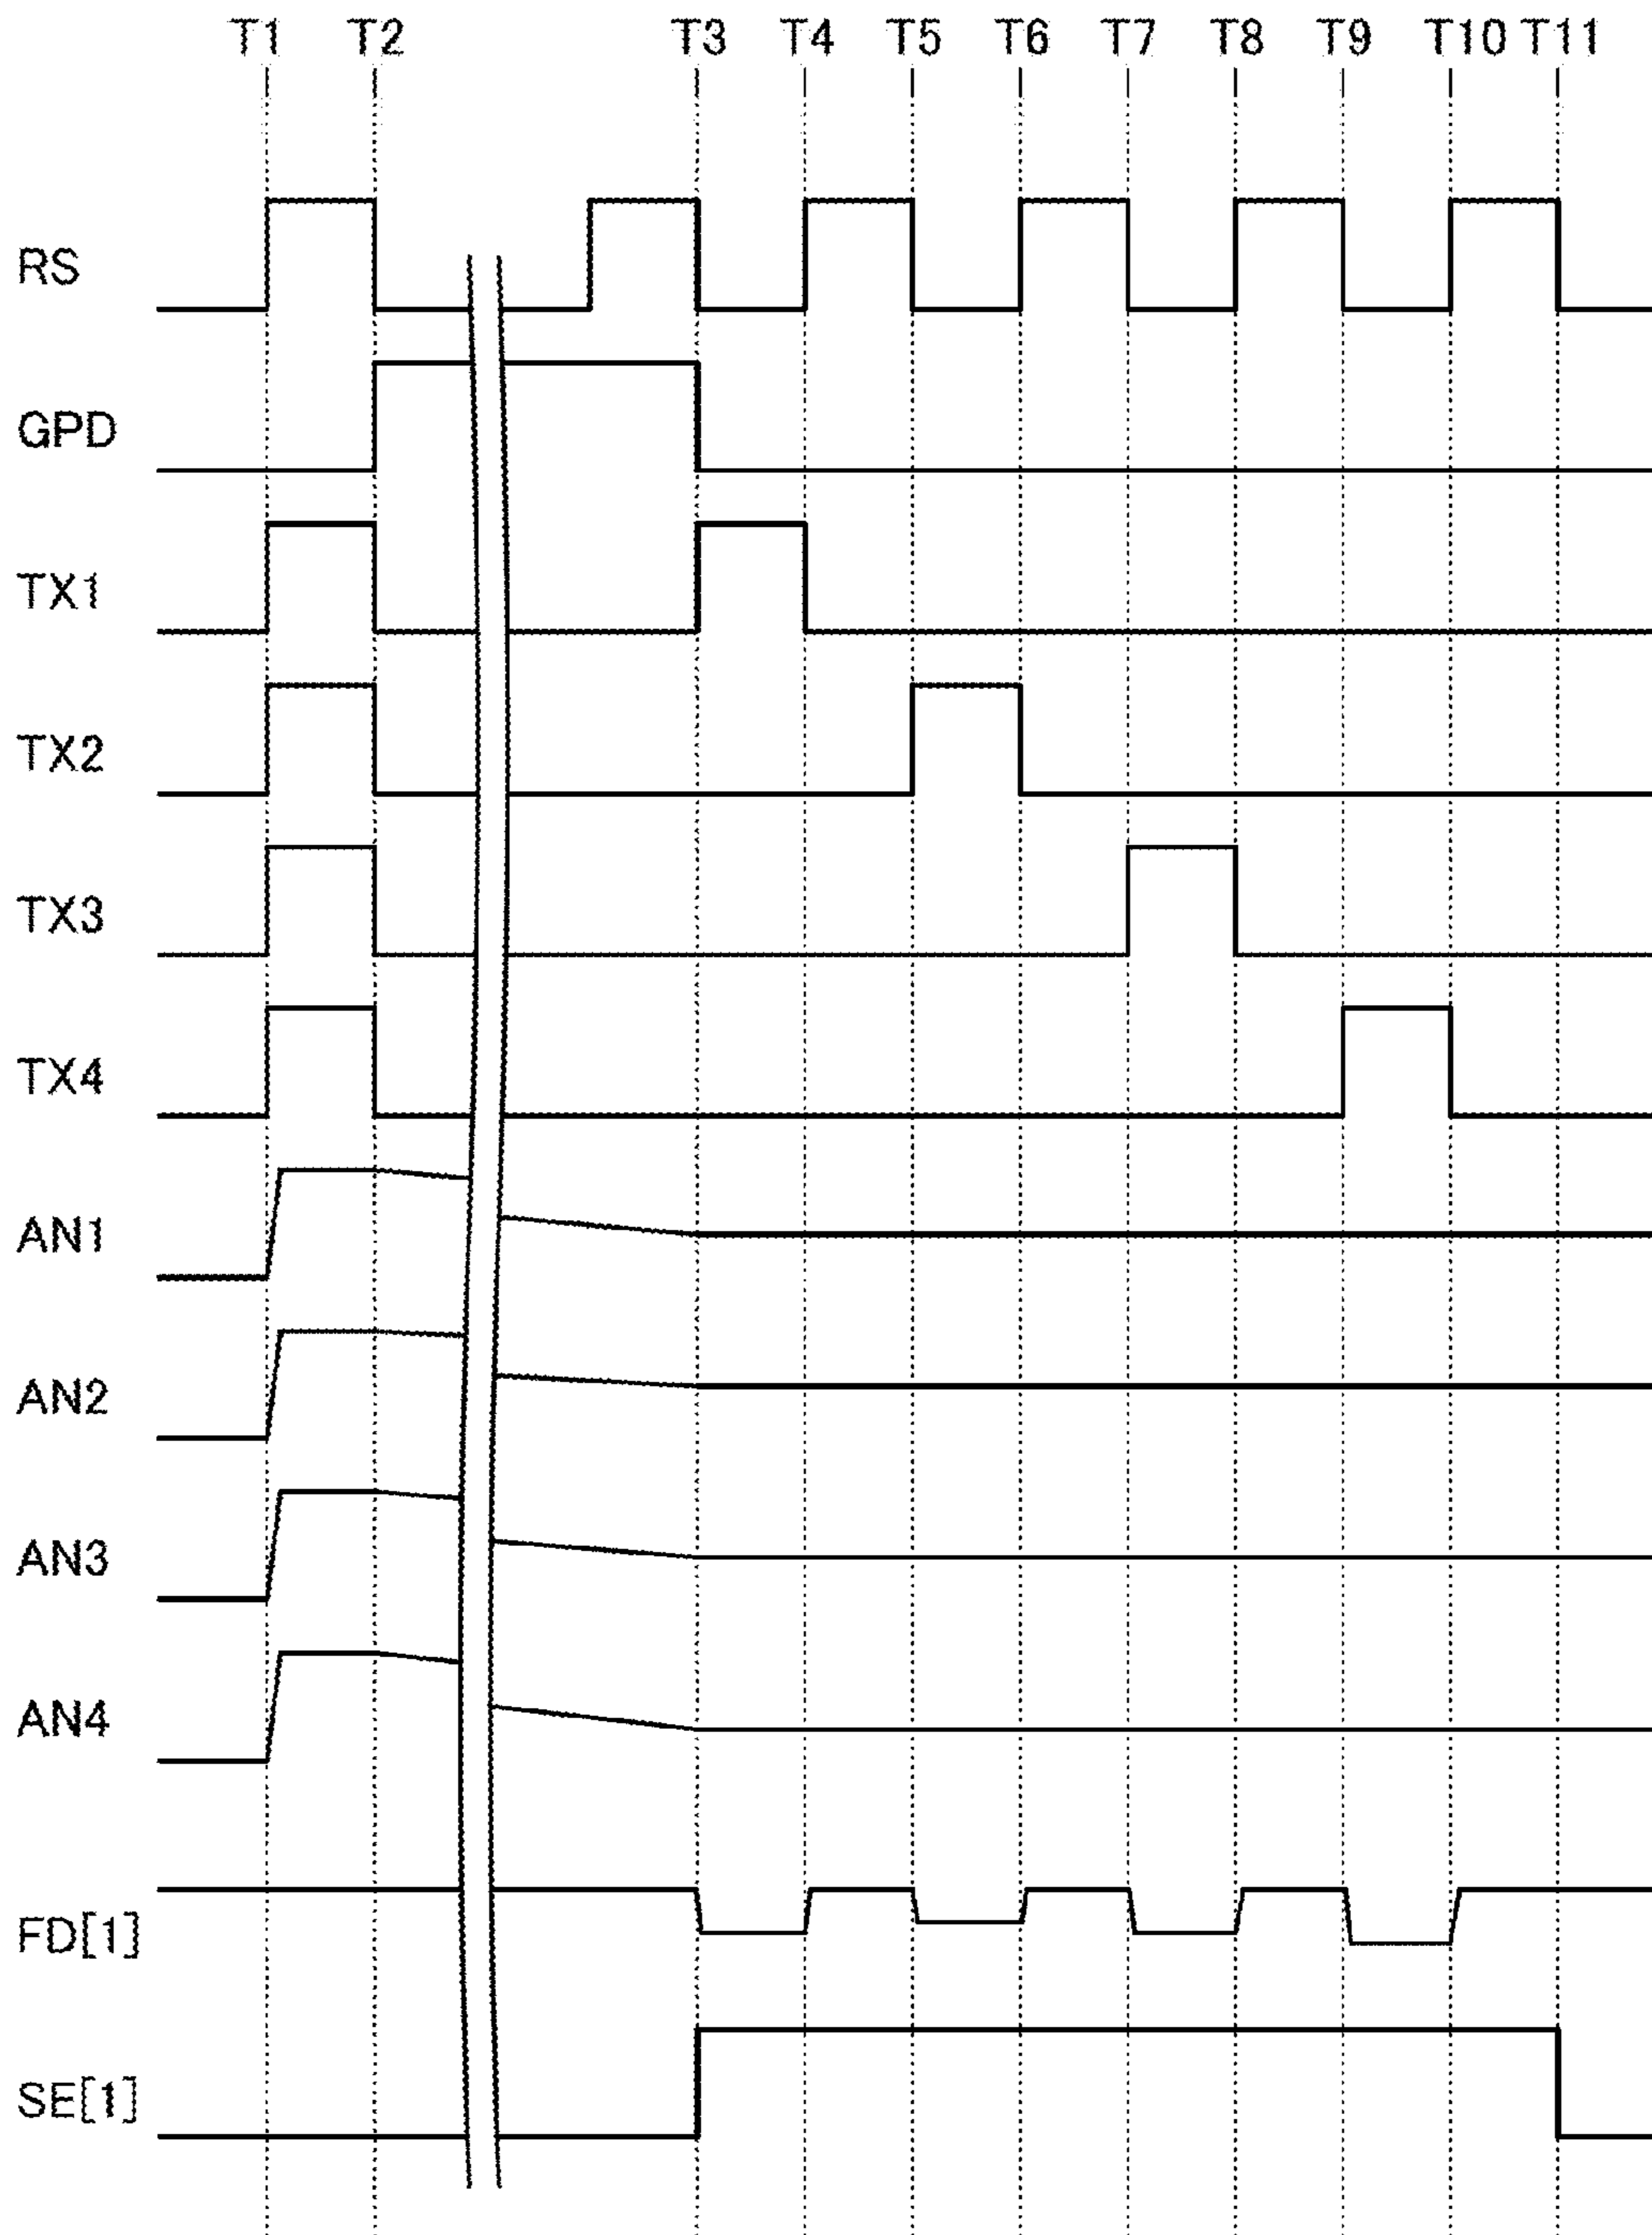 T1 T2 T3 T4 T5 T6 T7 T8 T9 T10 T11
RS
GPD
TX1
TX2
TX3
TX4
AN1
AN2
AN3
AN4
FD[1]
SE[1]